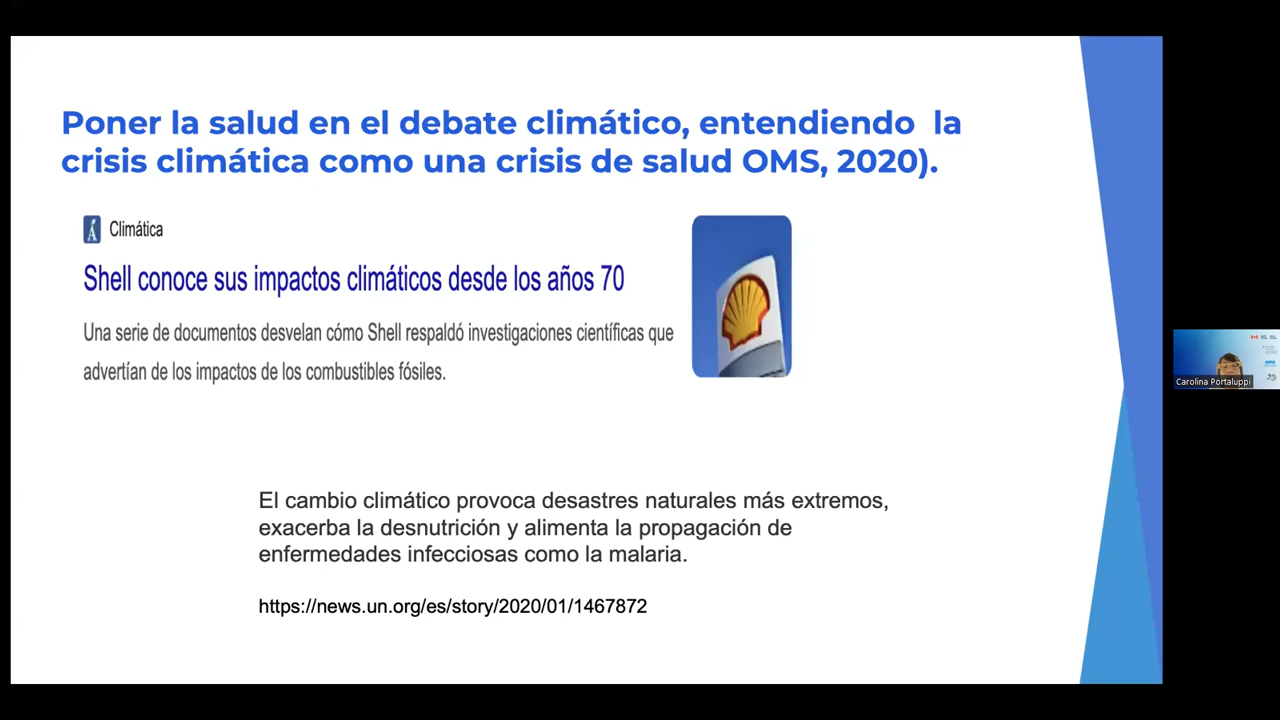 Poner la salud en el debate climático, entendiendo  la
crisis climática como una crisis de salud OMS, 2020).
Climática
Shell conoce sus impactos climáticos desde los años 70
Una serie de documentos desvelan cómo Shell respaldó investigaciones científicas que
advertían de los impactos de los combustibles fósiles.
El cambio climático provoca desastres naturales más extremos,
exacerba la desnutrición y alimenta la propagación de
enfermedades infecciosas como la malaria.
https://news.un.org/es/story/2020/01/1467872
Carolina Portaluppi